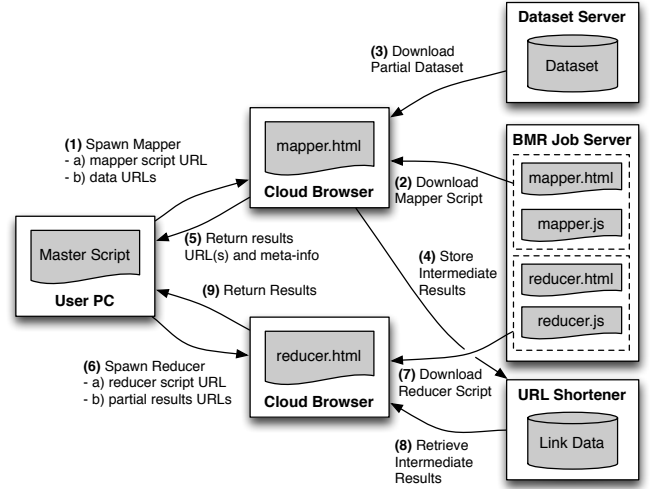 Dataset Server
Dataset
(3) Download
Partial Dataset
(1) Spawn Mapper
- a) mapper script URL
- b) data URLs
mapper.html
Cloud Browser
BMR Job Server
mapper.html
mapper.js
reducer.html
reducer.js
(2) Download
Mapper Script
Master Script
User PC
(5) Return results
URL(s) and meta-info
(4) Store
Intermediate
Results
(9) Return Results
(6) Spawn Reducer
- a) reducer script URL
- b) partial results URLs
reducer.html
Cloud Browser
(7) Download
Reducer Script
URL Shortener
Link Data
(8) Retrieve
Intermediate
Results